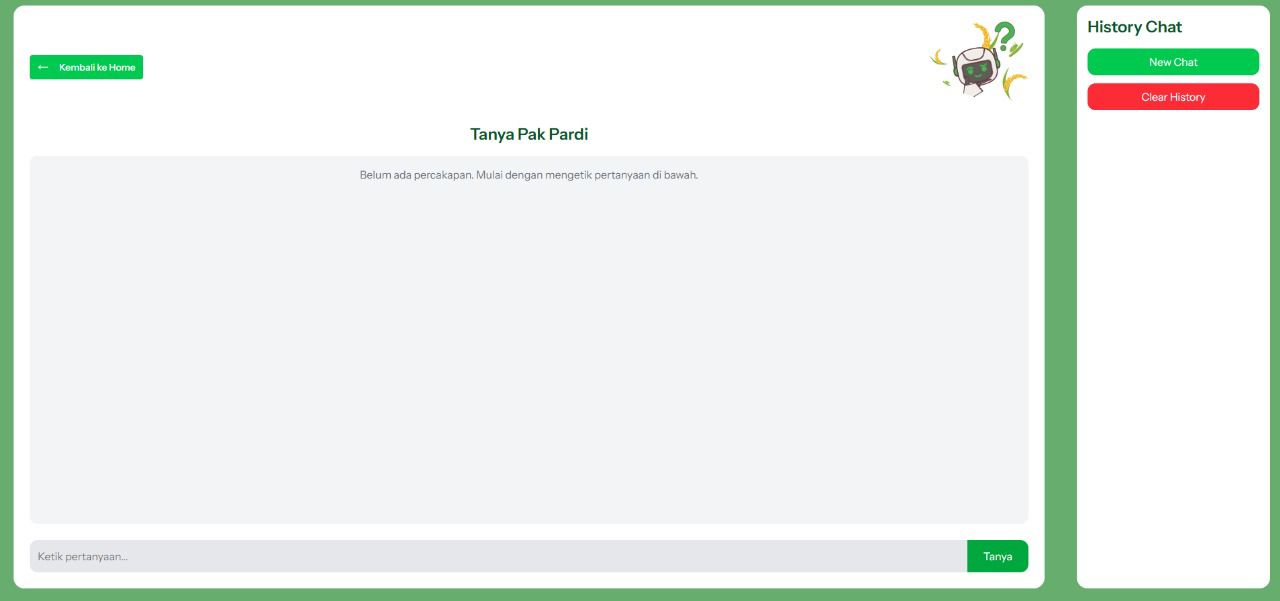 ← Kembali ke Home
?
Tanya Pak Pardi
Belum ada percakapan. Mulai dengan mengetik pertanyaan di bawah.
Ketik pertanyaan...
Tanya
History Chat
New Chat
Clear History